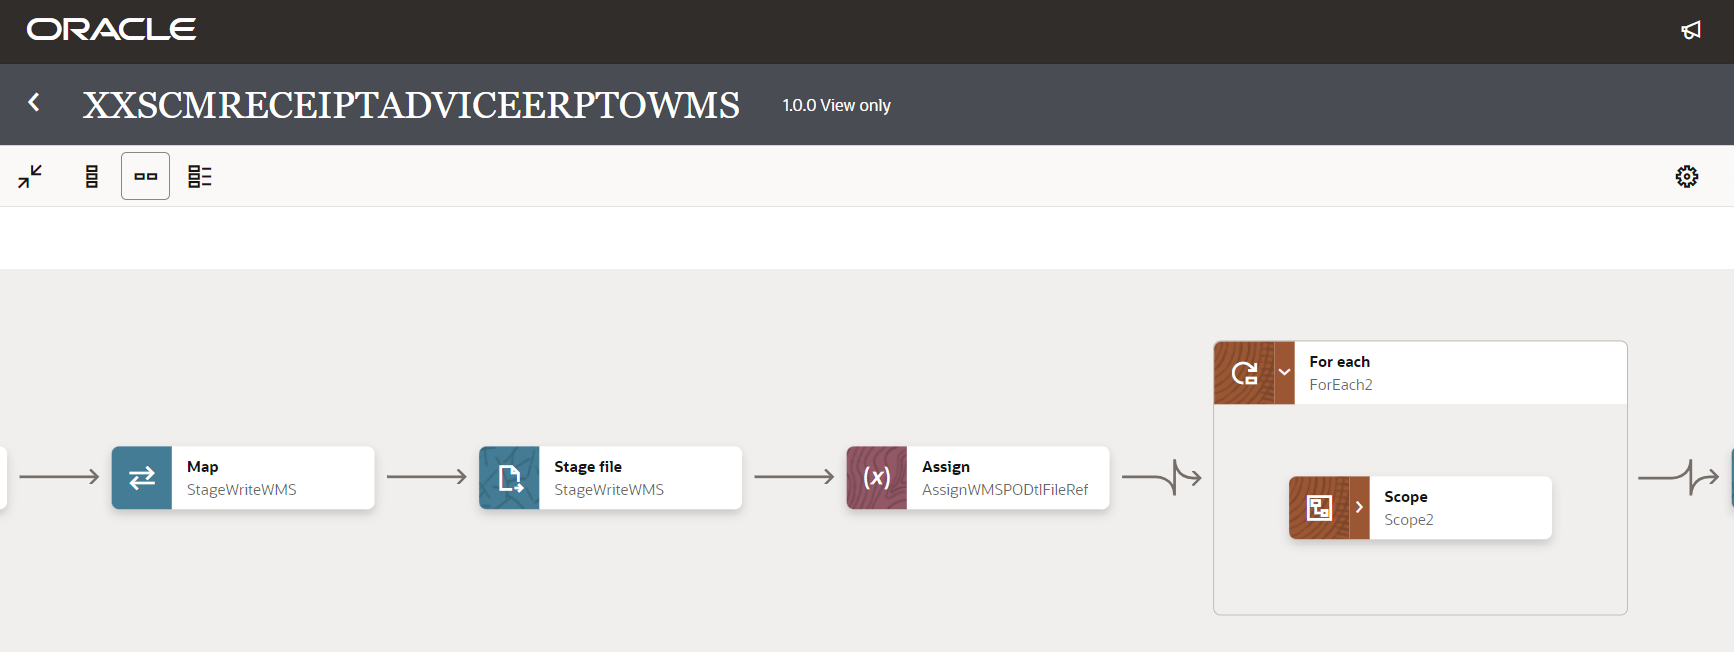 ORACLE
XXSCMRECEIPTADVICEERPTOWMS
1.0.0 View only
Map
StageWriteWMS
Stage file
StageWriteWMS
(x)
Assign
AssignWMSPODtlFileRef
For each
ForEach2
Scope
Scope2